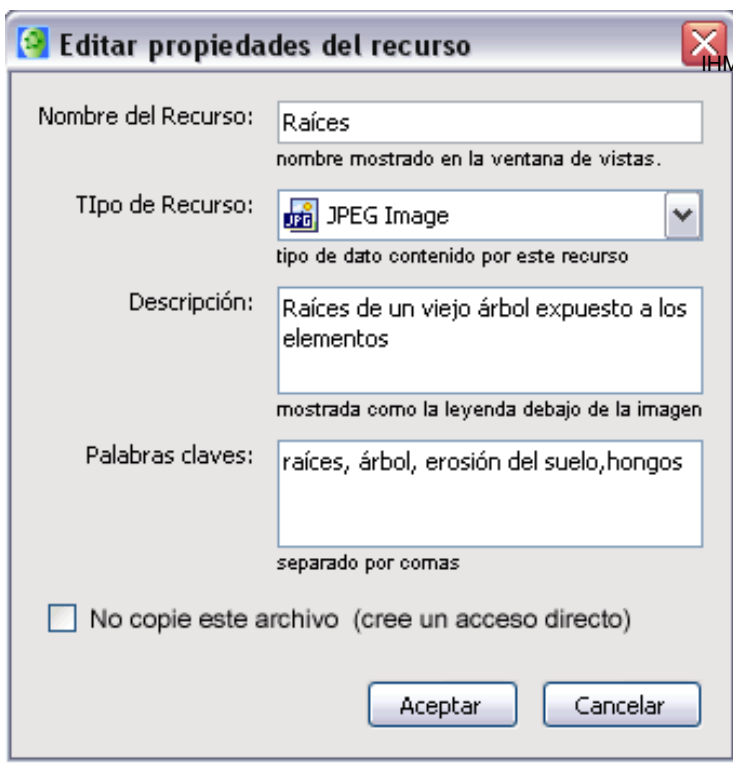 Editar propiedades del recurso
IHM
Nombre del Recurso: Raíces
nombre mostrado en la ventana de vistas.
TIpo de Recurso: JPG JPEG Image
tipo de dato contenido por este recurso
Descripción: Raíces de un viejo árbol expuesto a los
elementos
mostrada como la leyenda debajo de la imagen
Palabras claves: raíces, árbol, erosión del suelo,hongos
separado por comas
No copie este archivo (cree un acceso directo)
Aceptar Cancelar